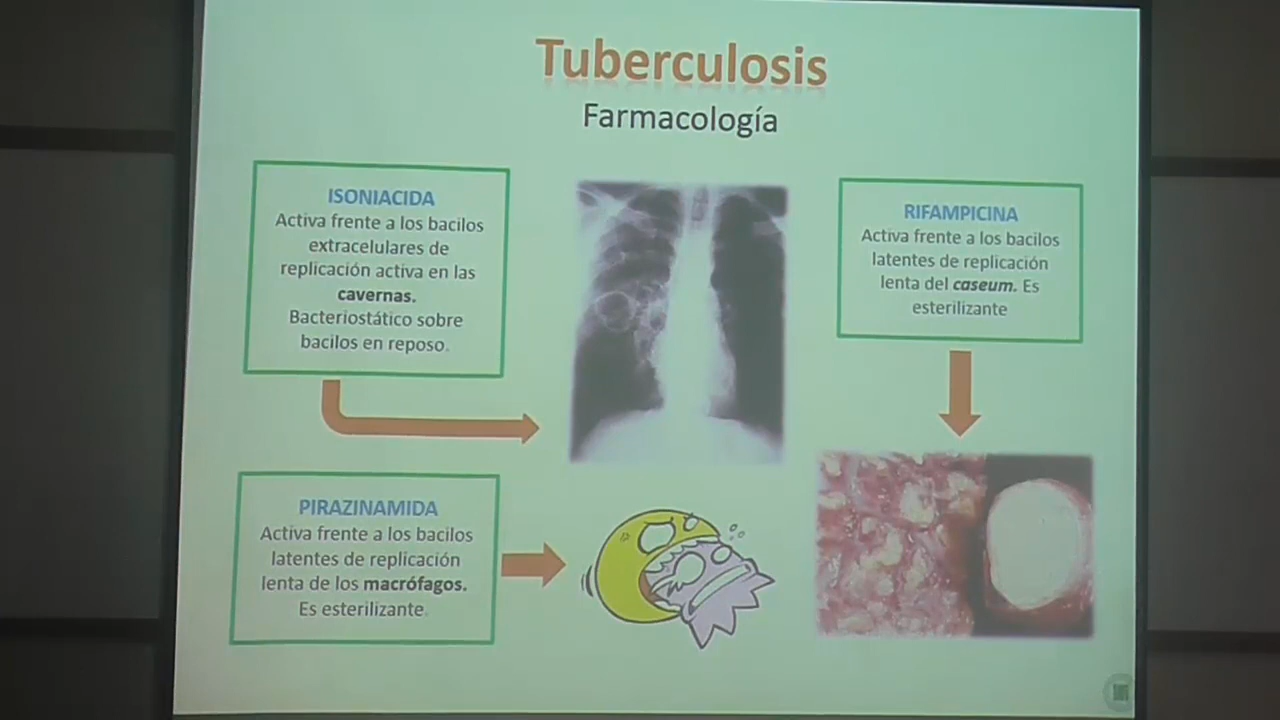 Tuberculosis
Farmacología
ISONIACIDA
Activa frente a los bacilos
extracelulares de
replicación activa en las
cavernas.
Bacteriostático sobre
bacilos en reposo.
RIFAMPICINA
Activa frente a los bacilos
latentes de replicación
lenta del caseum. Es
esterilizante
PIRAZINAMIDA
Activa frente a los bacilos
latentes de replicación
lenta de los macrófagos.
Es esterilizante.